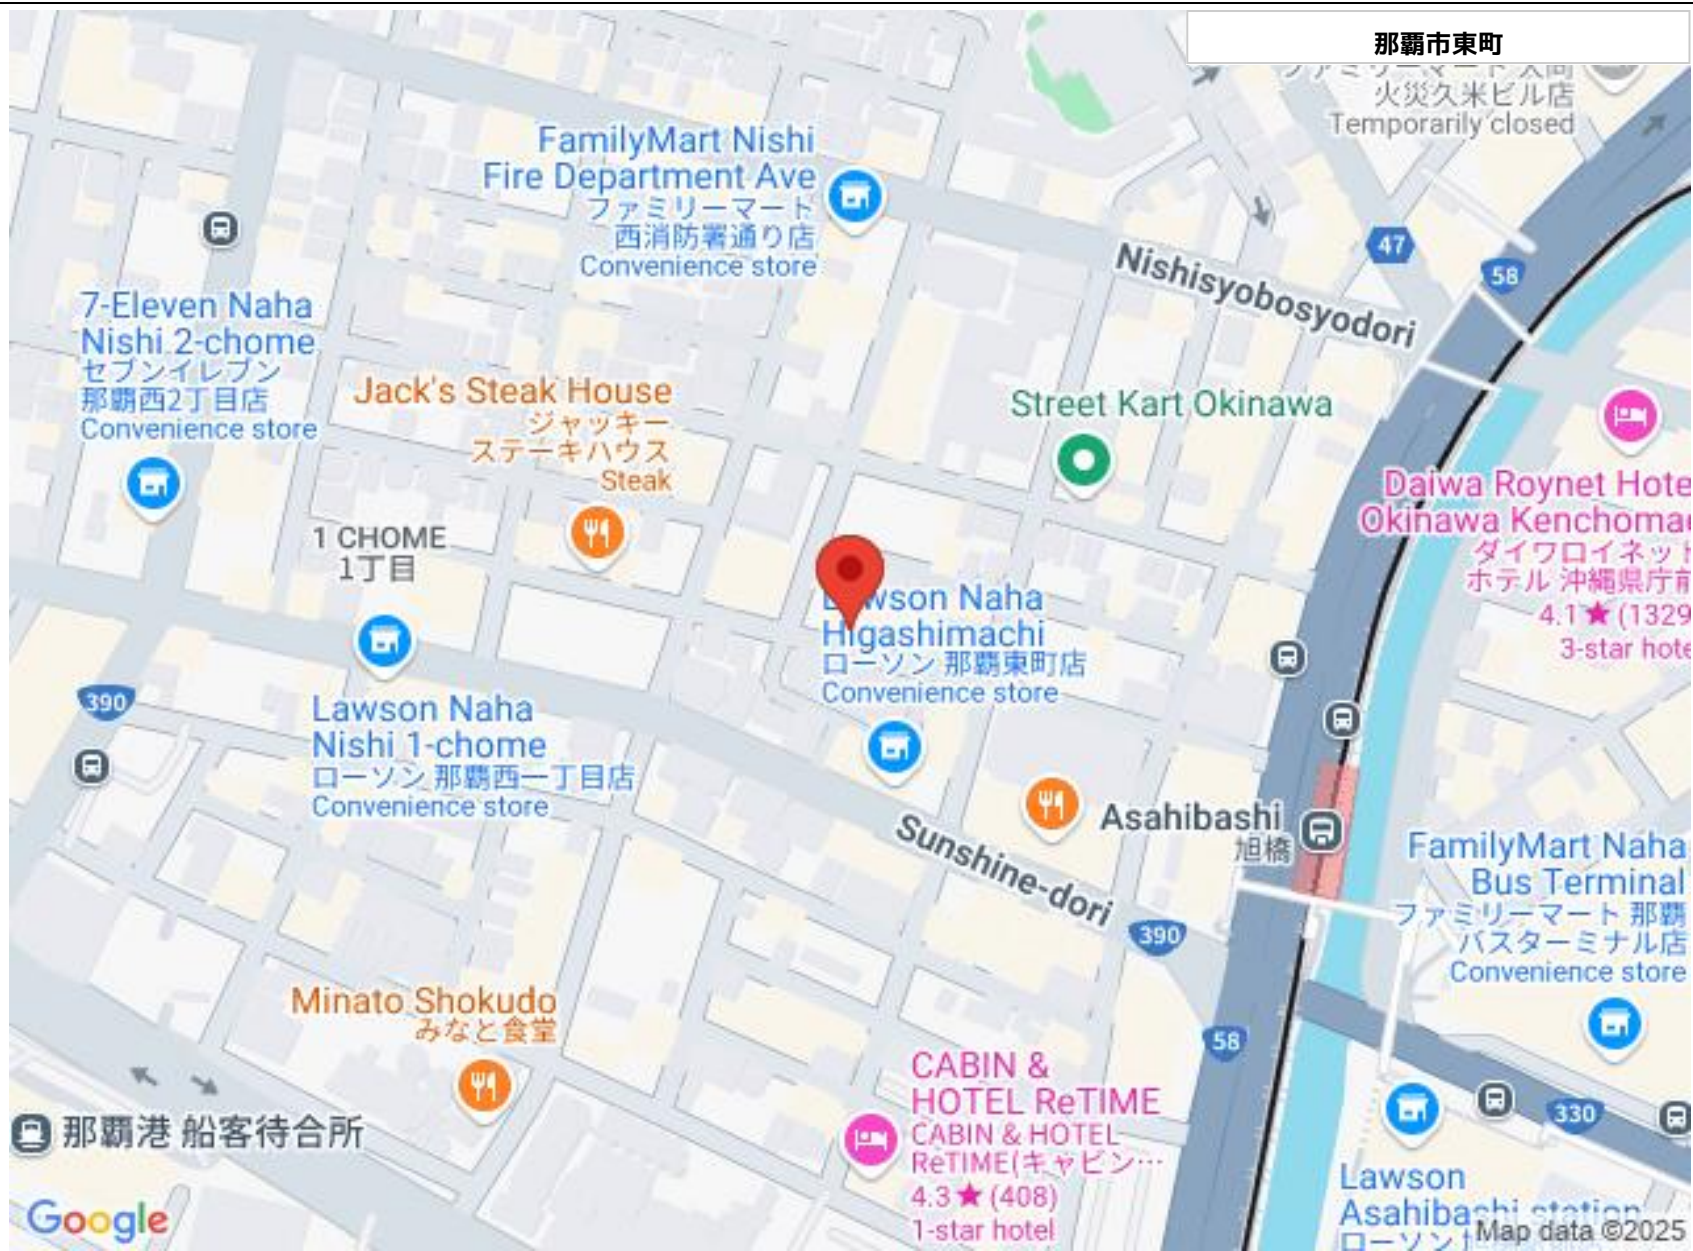 那覇市東町
火災久米ビル店
Temporarily closed
FamilyMart Nishi
Fire Department Ave
ファミリーマート
西消防署通り店
Convenience store
47
58
Nishisyobosyodori
7-Eleven Naha
Nishi 2-chome
セブンイレブン
那覇西2丁目店
Convenience store
Jack's Steak House
ジャッキー
ステーキハウス
Steak
Street Kart Okinawa
Daiwa Roynet Hote
Okinawa Kenchomae
ダイワロイネット
ホテル 沖縄県庁前
4.1★(1329
3-star hote
1 CHOME
1丁目
Lawson Naha
Higashimachi
ローソン 那覇東町店
Convenience store
390
Lawson Naha
Nishi 1-chome
ローソン 那覇西一丁目店
Convenience store
Sunshine-dori
Asahibashi
旭橋
390
FamilyMart Naha
Bus Terminal
ファミリーマート 那覇
バスターミナル店
Convenience store
Minato Shokudo
みなと食堂
58
330
CABIN &
HOTEL ReTIME
CABIN & HOTEL
ReTIME(キャビン…
4.3★(408)
1-star hotel
那覇港 船客待合所
Lawson
Asahibashi station
Google
Map data ©2025